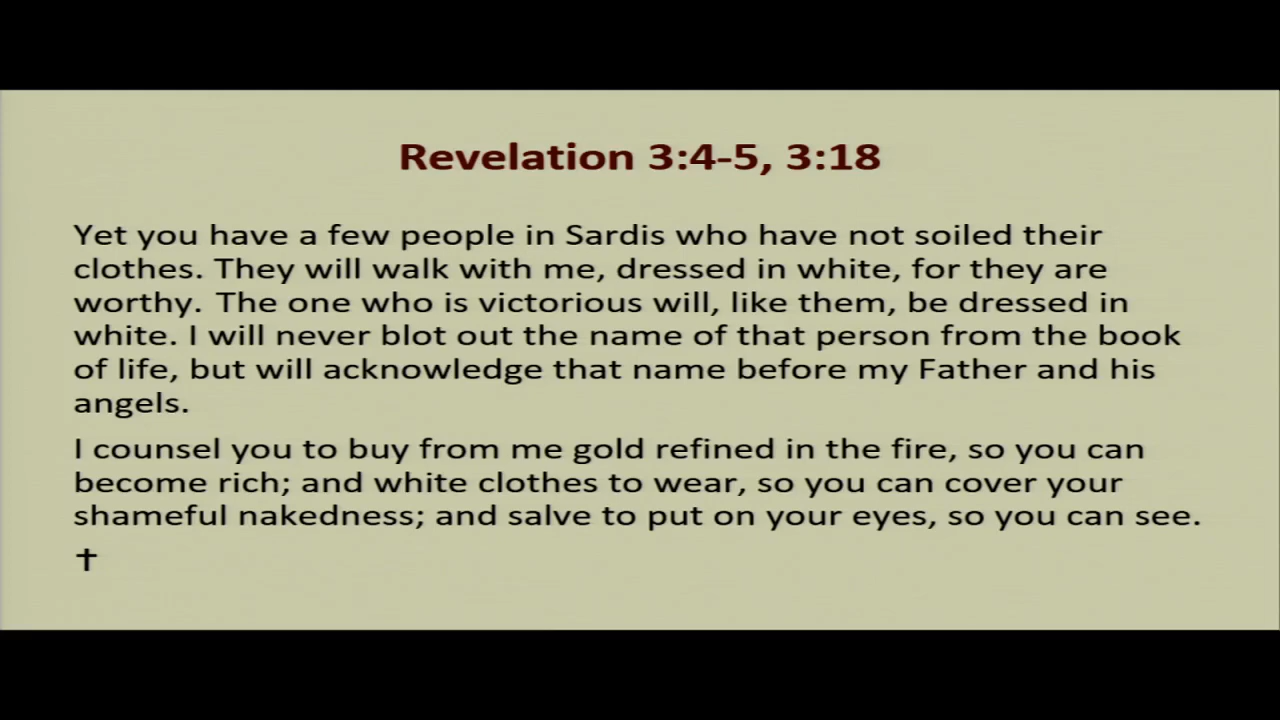 Revelation 3:4-5, 3:18
Yet you have a few people in Sardis who have not soiled their
clothes. They will walk with me, dressed in white, for they are
worthy. The one who is victorious will, like them, be dressed in
white. I will never blot out the name of that person from the book
of life, but will acknowledge that name before my Father and his
angels.
I counsel you to buy from me gold refined in the fire, so you can
become rich; and white clothes to wear, so you can cover your
shameful nakedness; and salve to put on your eyes, so you can see.
✝